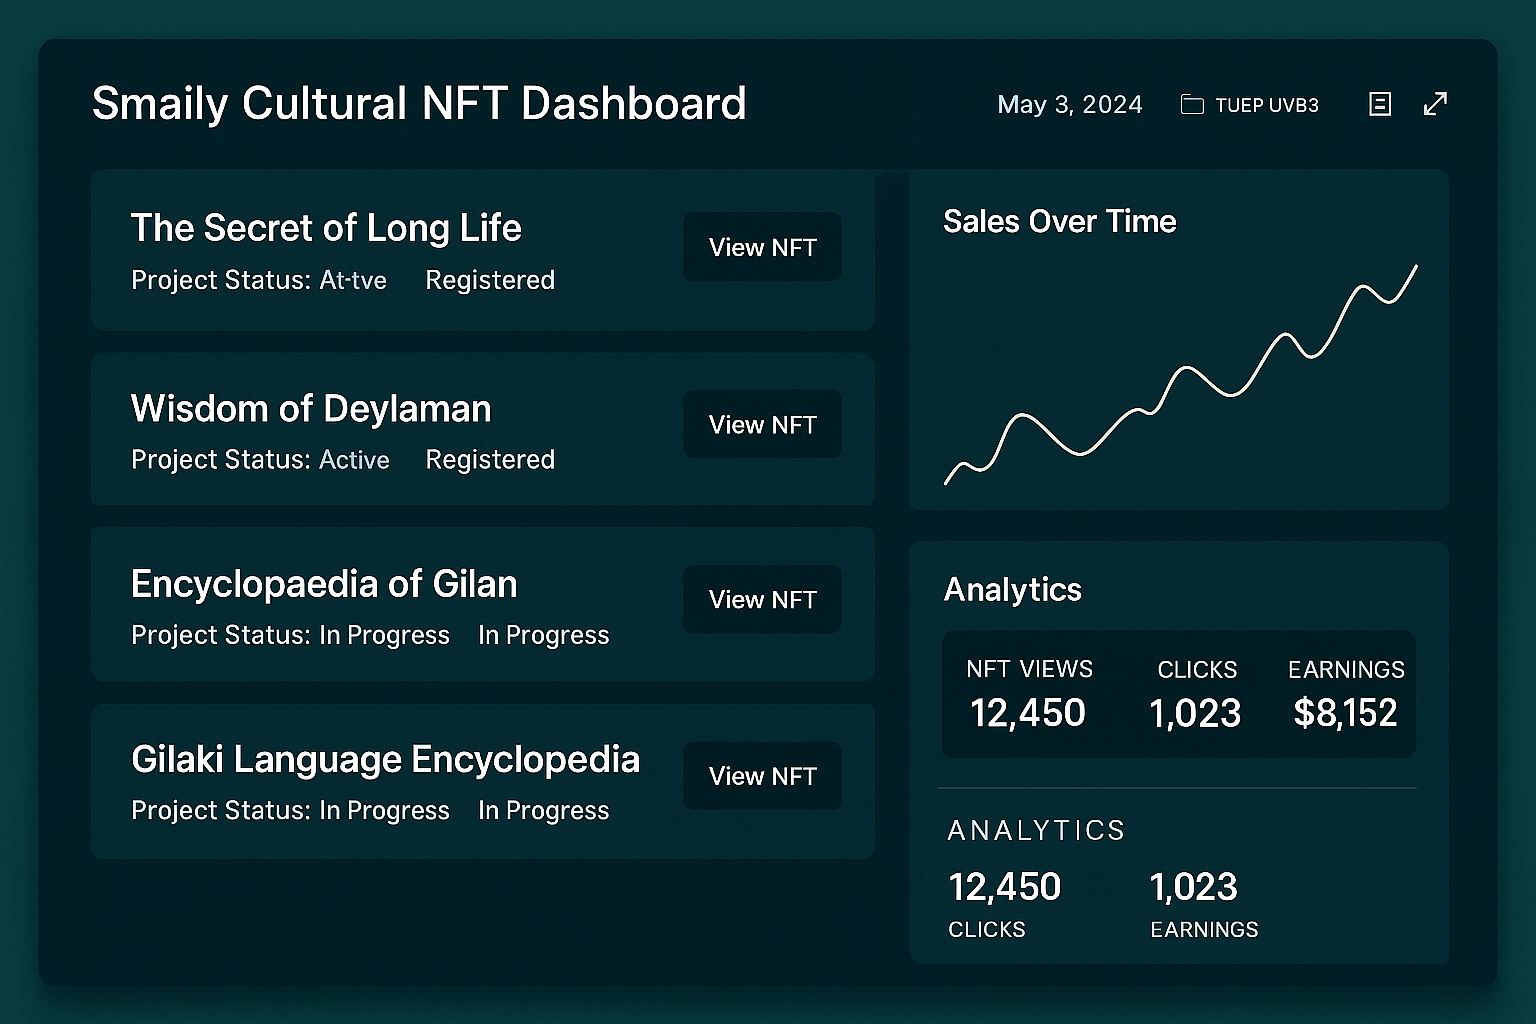 Smaily Cultural NFT Dashboard
May 3, 2024 TUEP UVB3
The Secret of Long Life
Project Status: At-tve Registered
View NFT
Wisdom of Deylaman
Project Status: Active Registered
View NFT
Encyclopaedia of Gilan
Project Status: In Progress In Progress
View NFT
Gilaki Language Encyclopedia
Project Status: In Progress In Progress
View NFT
Sales Over Time
Analytics
NFT VIEWS CLICKS EARNINGS
12,450 1,023 $8,152
ANALYTICS
12,450 1,023
CLICKS EARNINGS